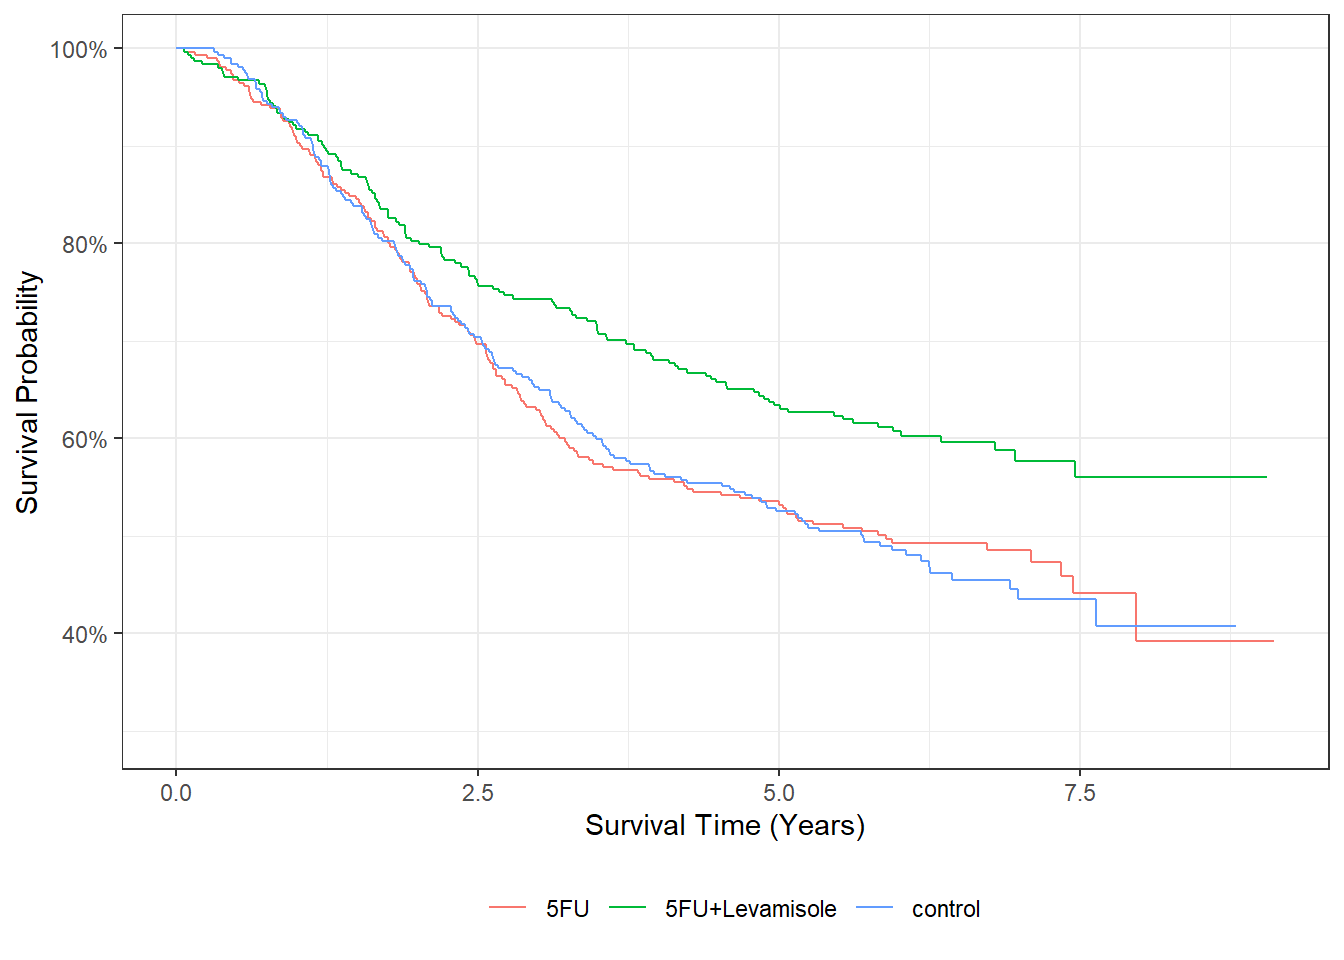 Survival Probability
100%
80%
60%
40%
0.0 2.5 5.0 7.5
Survival Time (Years)
5FU 5FU+Levamisole control